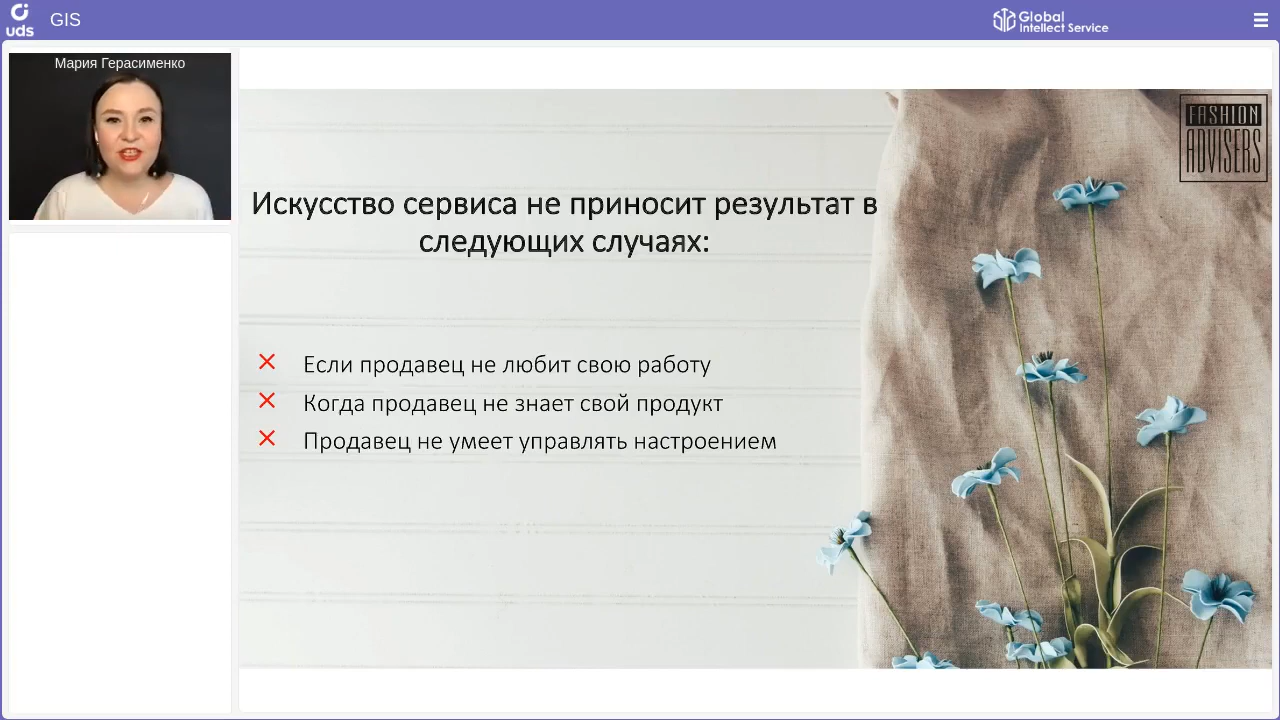 uds
GIS
Global
Intellect Service
Мария Герасименко
FASHION
ADVISERS
Искусство сервиса не приносит результат в
следующих случаях:
Если продавец не любит свою работу
Когда продавец не знает свой продукт
Продавец не умеет управлять настроением